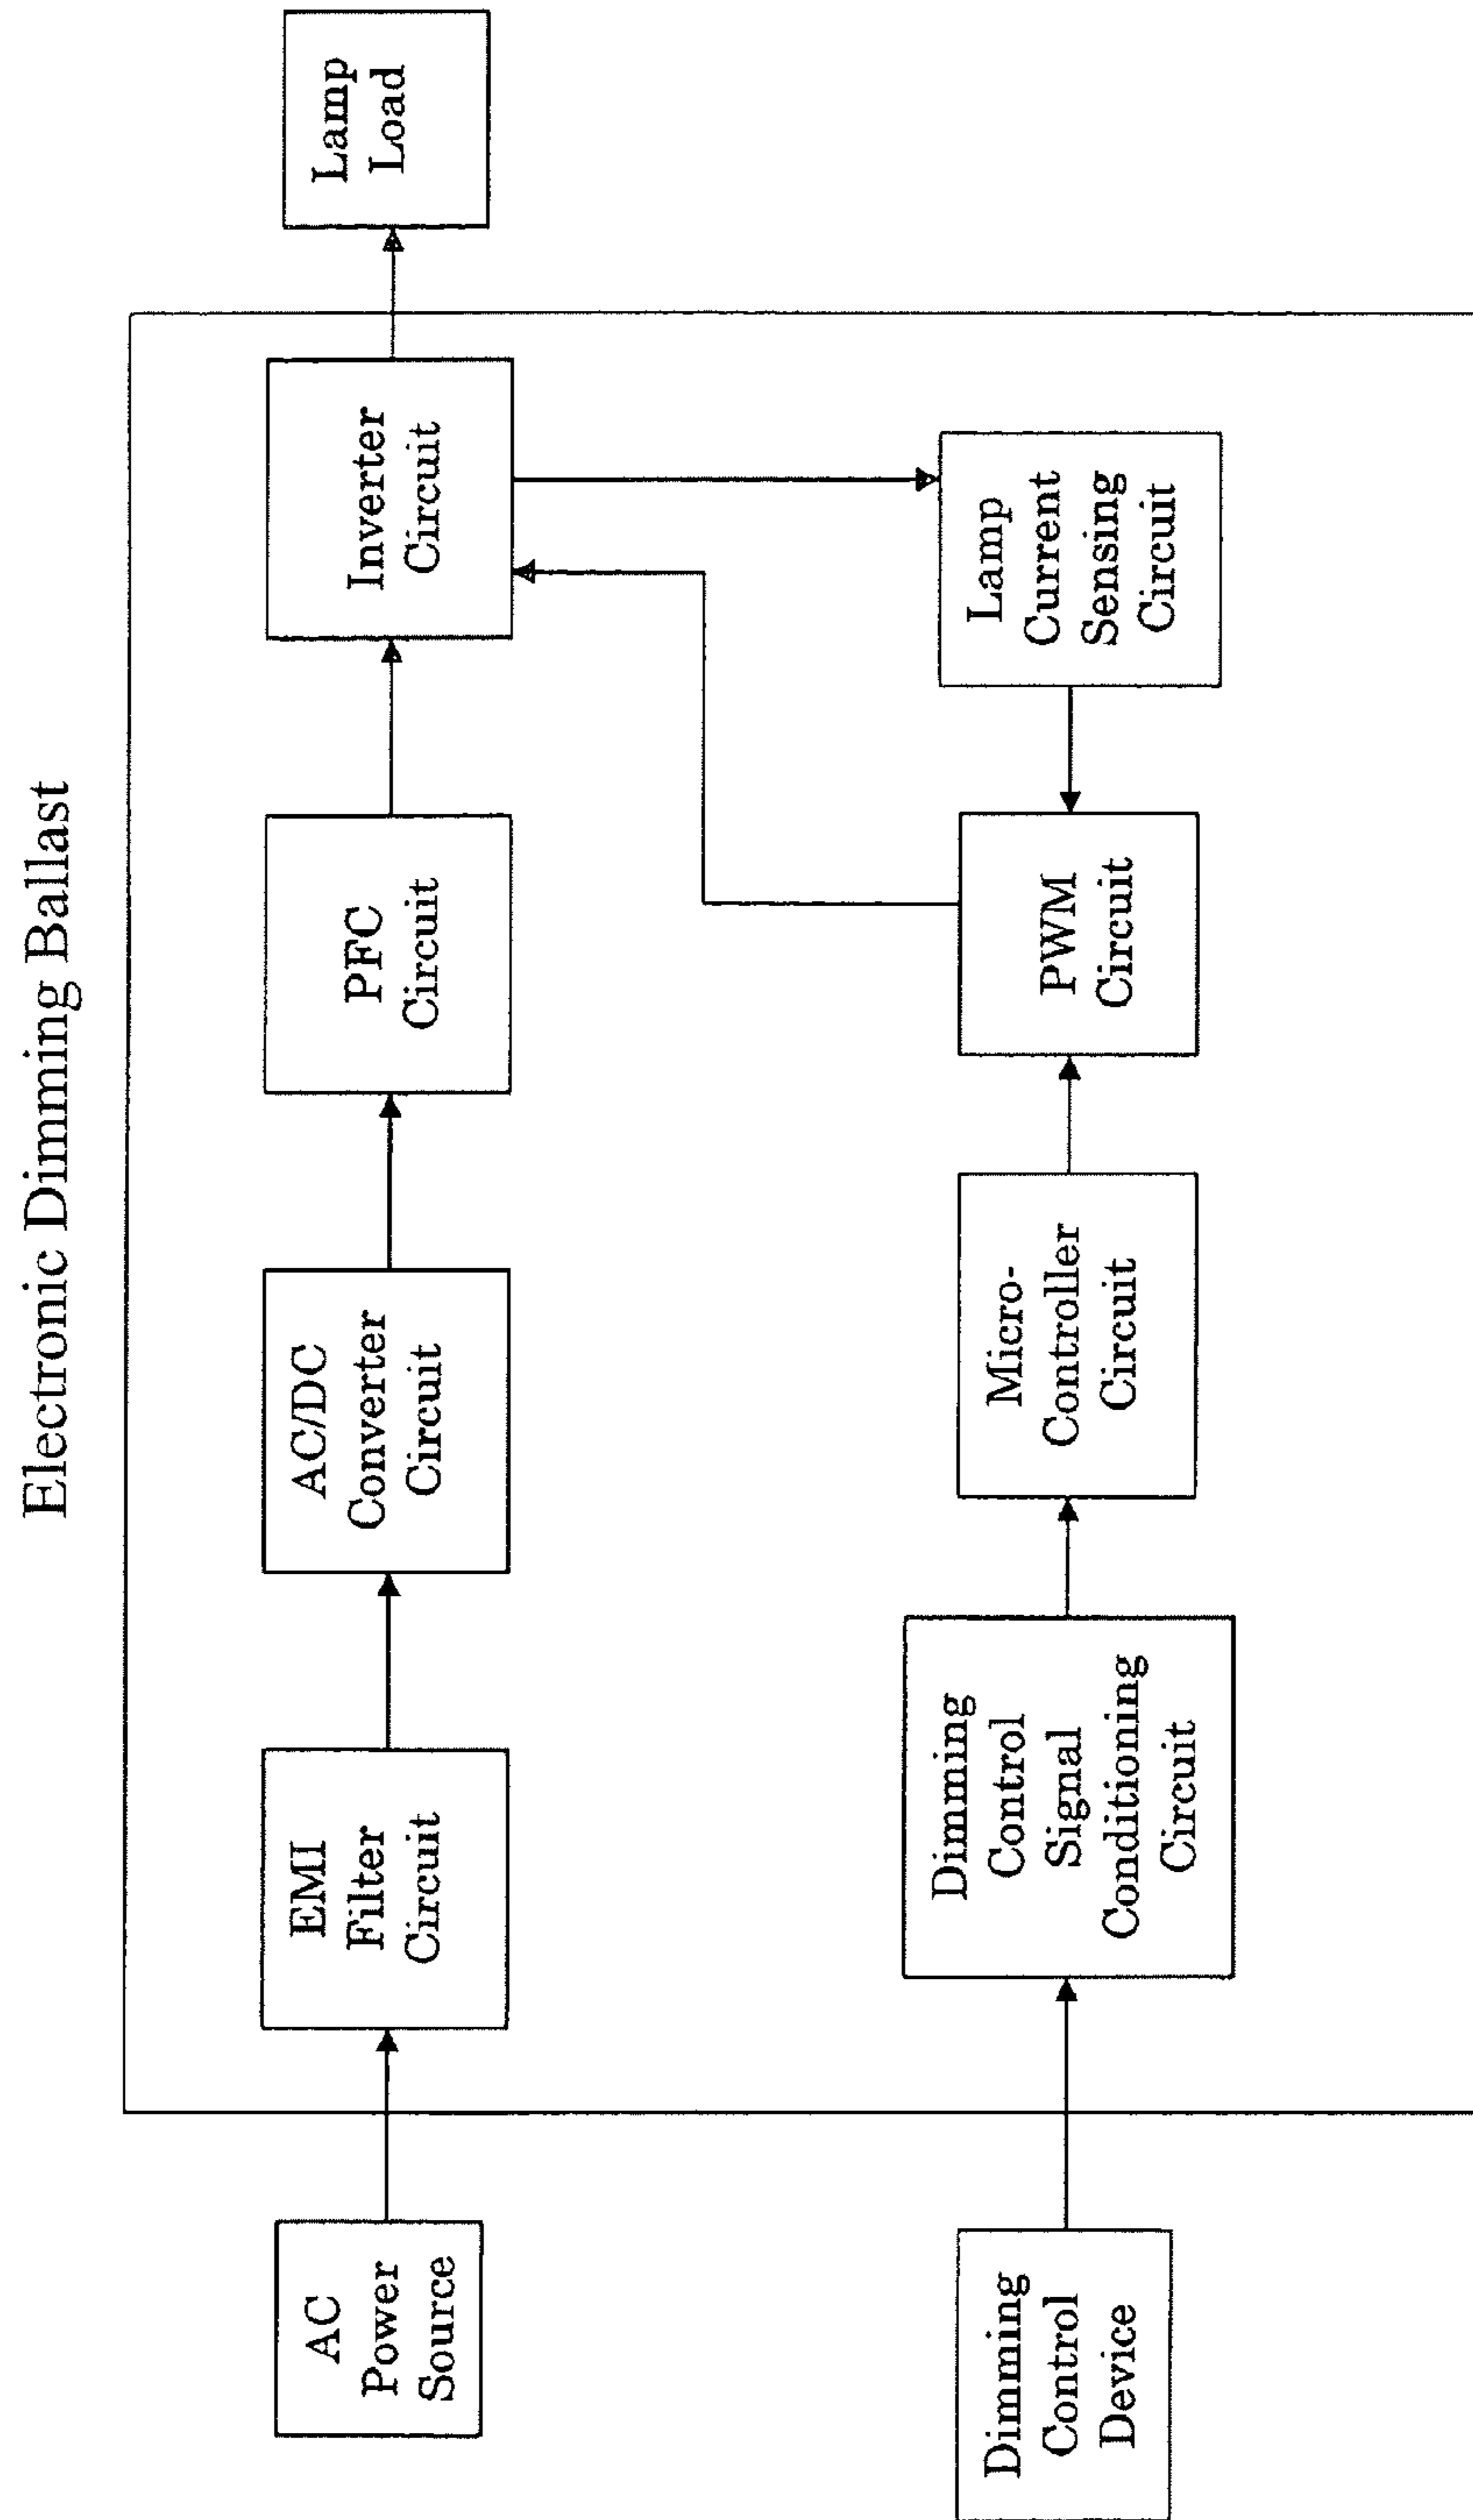 Electronic Dimming Ballast
AC
Power
Source
EMI
Filter
Circuit
AC/DC
Converter
Circuit
PFC
Circuit
Inverter
Circuit
Lamp
Load
Dimming
Control
Device
Dimming
Control
Signal
Conditioning
Circuit
Micro-
Controller
Circuit
PWM
Circuit
Lamp
Current
Sensing
Circuit